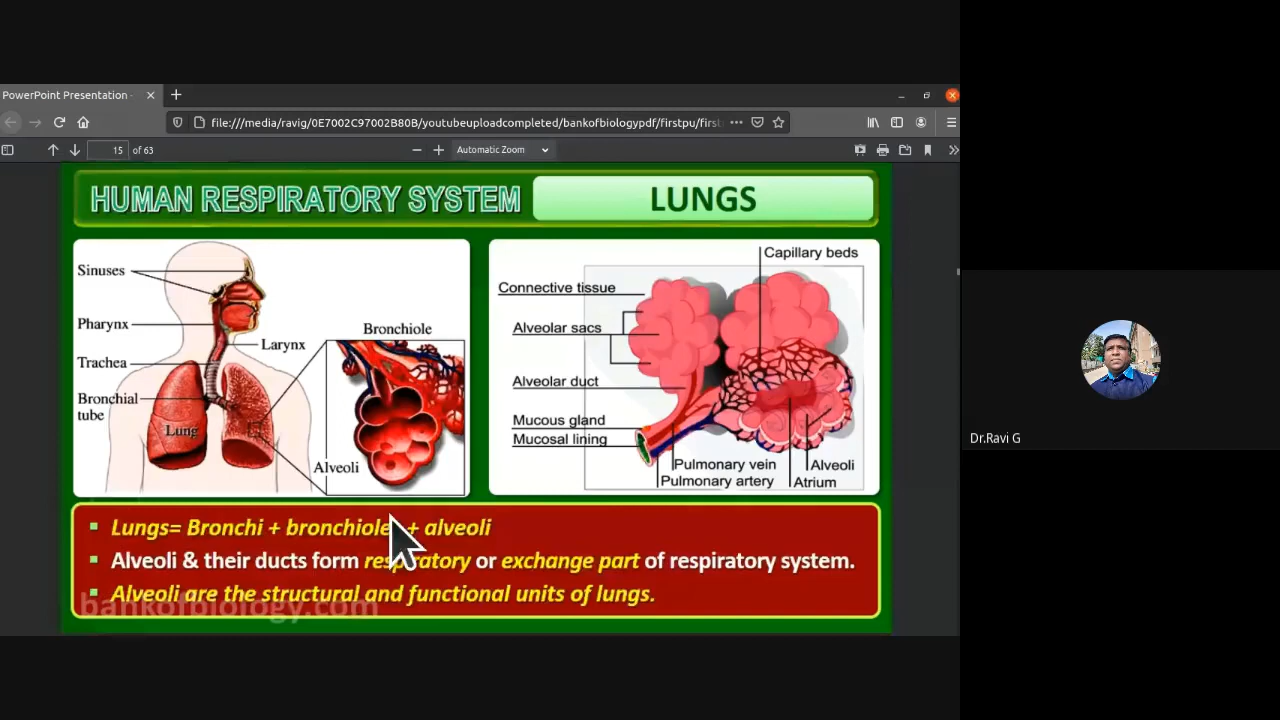 PowerPoint Presentation -
file:///media/ravig/0E7002C97002B80B/youtubeuploadcompleted/bankofbiologypdf/firstpu/first
15 of 63
Automatic Zoom
HUMAN RESPIRATORY SYSTEM
LUNGS
Sinuses
Pharynx
Larynx
Trachea
Bronchial
tube
Lung
Bronchiole
Alveoli
Capillary beds
Connective tissue
Alveolar sacs
Alveolar duct
Mucous gland
Mucosal lining
Pulmonary vein
Pulmonary artery
Alveoli
Atrium
Lungs= Bronchi + bronchioles + alveoli
Alveoli & their ducts form respiratory or exchange part of respiratory system.
Alveoli are the structural and functional units of lungs.
bankofbiology.com
Dr.Ravi G